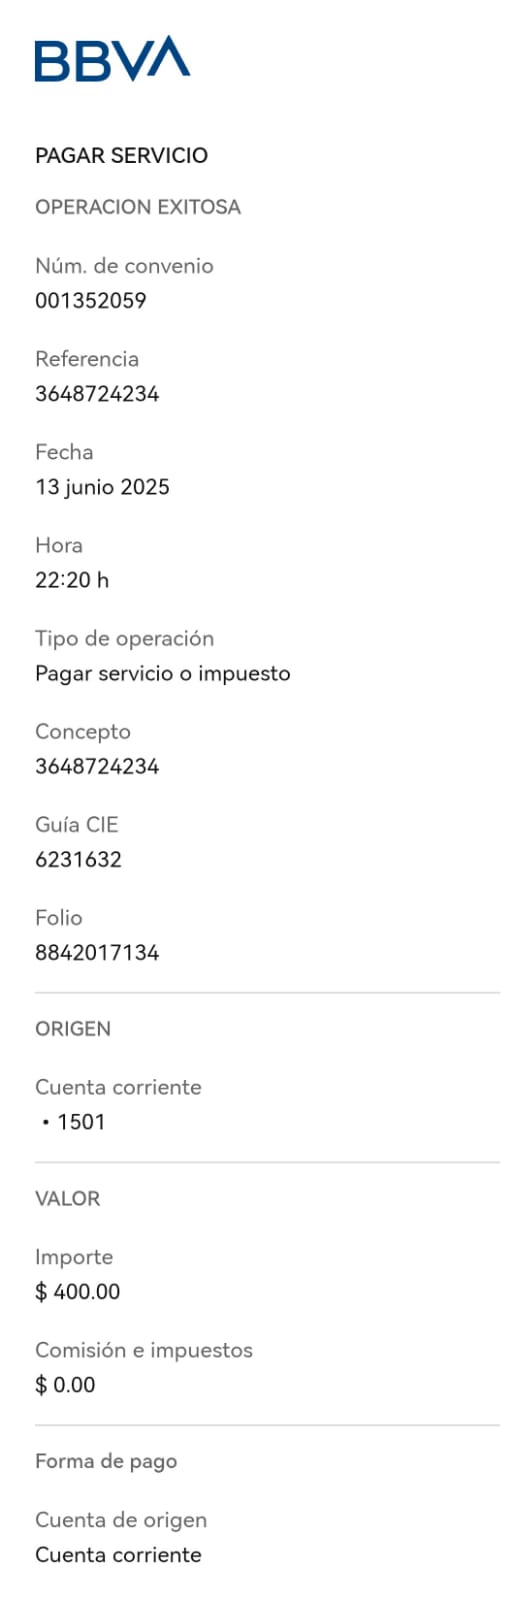 BBVA
PAGAR SERVICIO
OPERACION EXITOSA
Núm. de convenio
001352059
Referencia
3648724234
Fecha
13 junio 2025
Hora
22:20 h
Tipo de operación
Pagar servicio o impuesto
Concepto
3648724234
Guía CIE
6231632
Folio
8842017134
ORIGEN
Cuenta corriente
• 1501
VALOR
Importe
$ 400.00
Comisión e impuestos
$ 0.00
Forma de pago
Cuenta de origen
Cuenta corriente